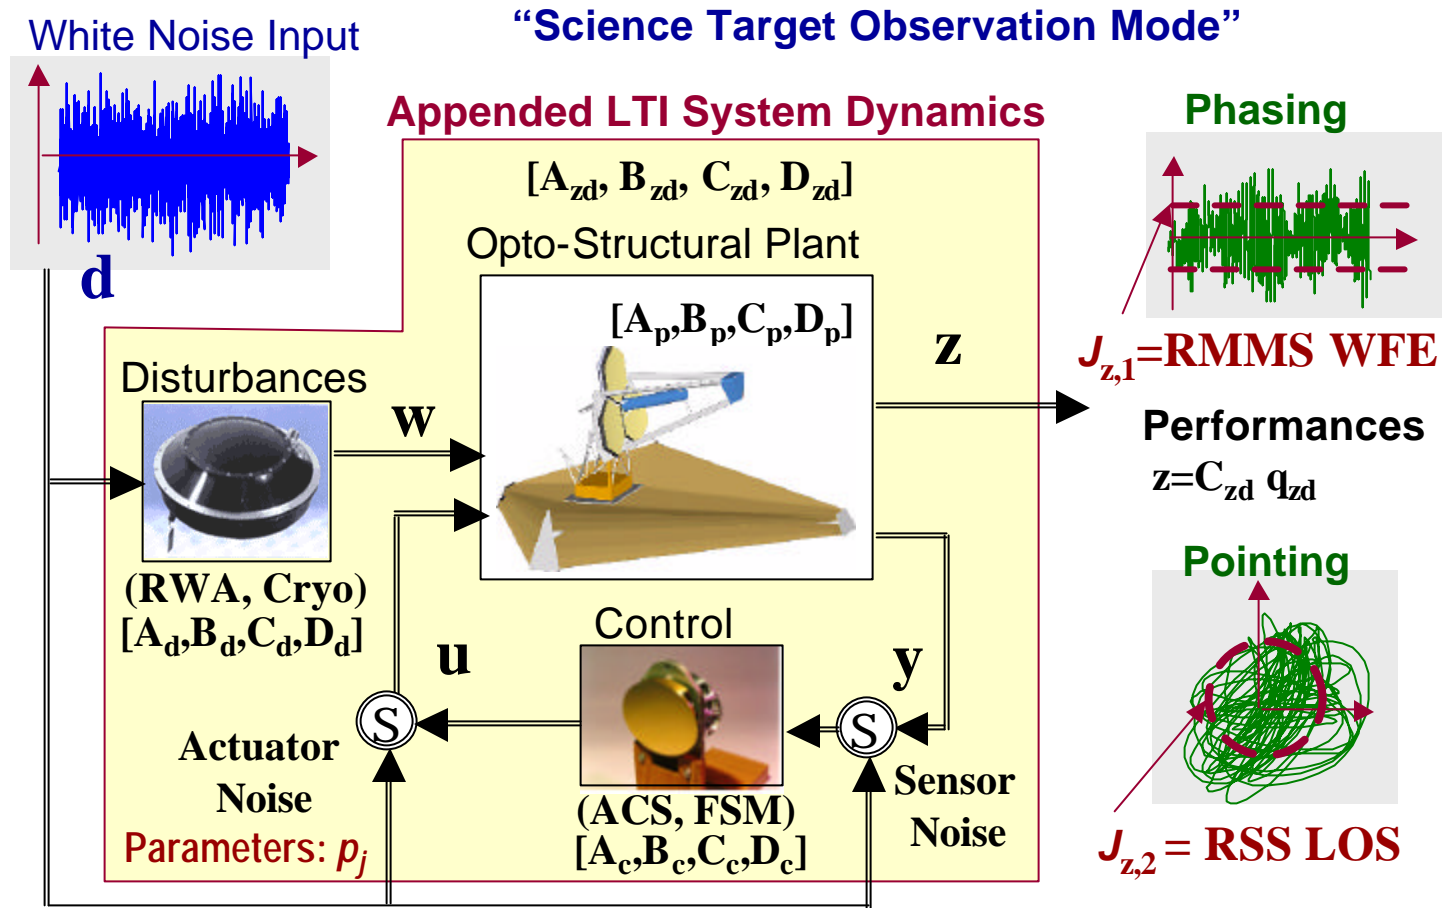 “Science Target Observation Mode”
White Noise Input
Appended LTI System Dynamics
Phasing
[Azd, Bzd, Czd, Dzd]
Opto-Structural Plant
d
[Ap,Bp,Cp,Dp]
z
Jz,1=RMMS WFE
Disturbances
w
Performances
z=Czd qzd
Pointing
(RWA, Cryo)
[Ad,Bd,Cd,Dd]
Control
u
y
S
S
Actuator
Noise
Sensor
Noise
(ACS, FSM)
[Ac,Bc,Cc,Dc]
Parameters: pj
Jz,2 = RSS LOS